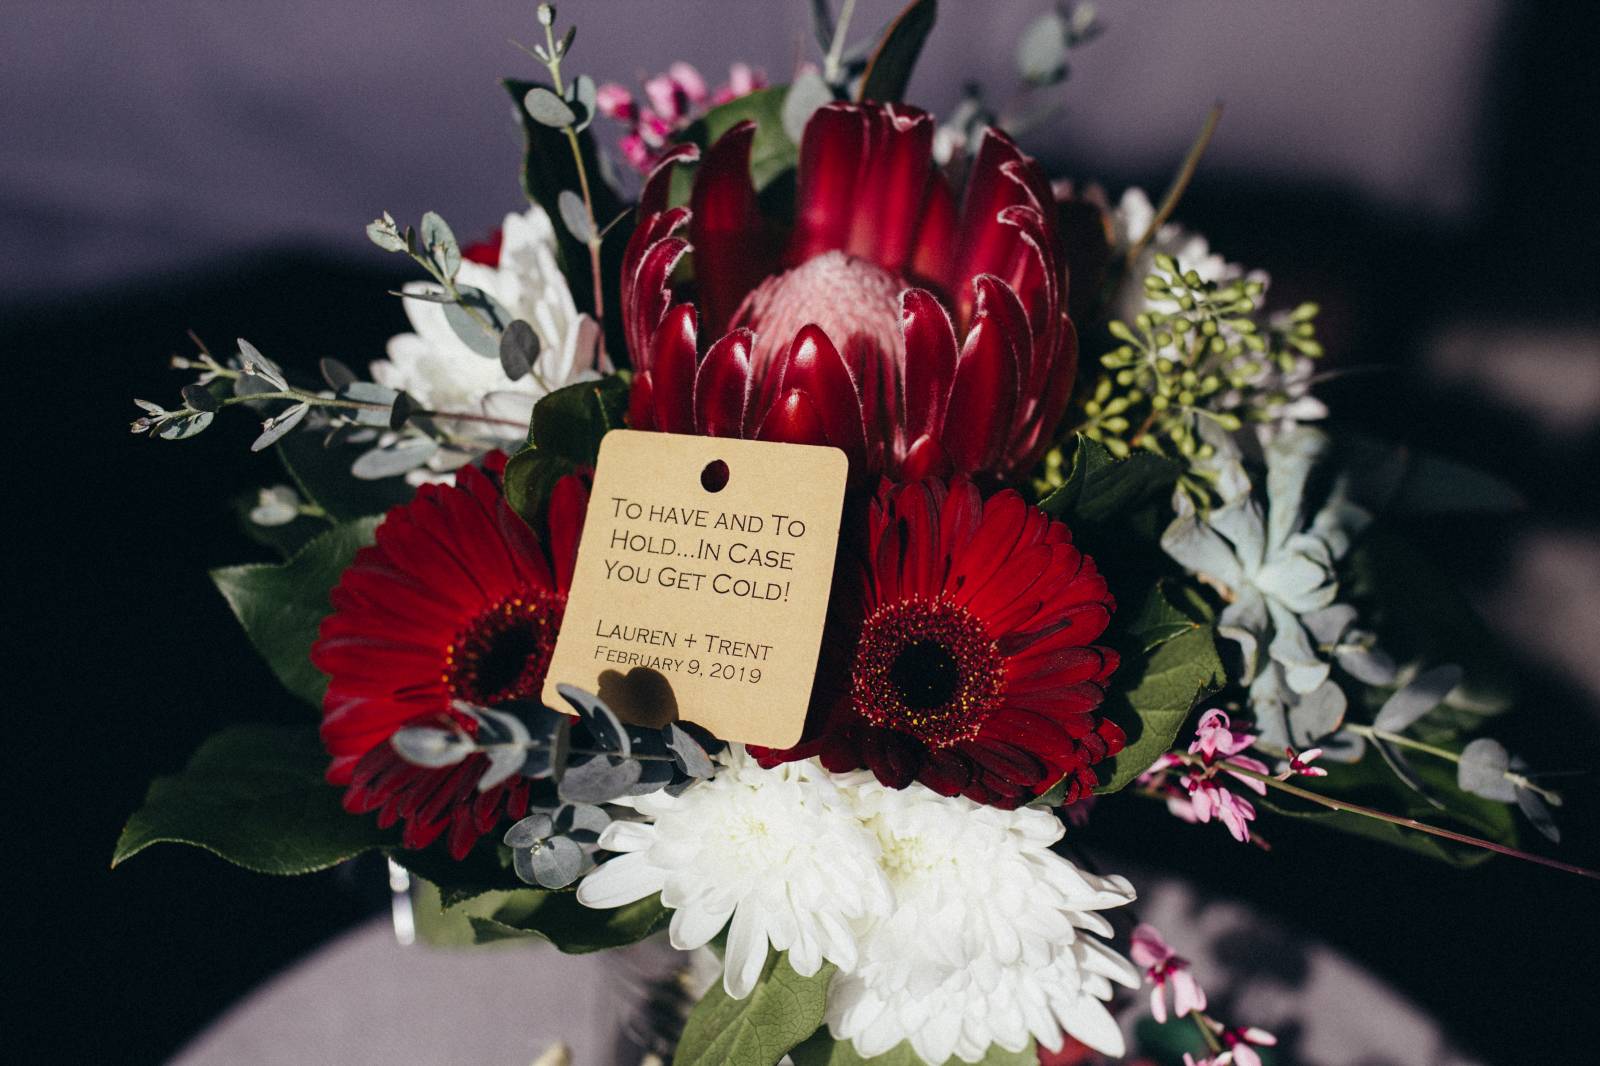 To have and To
Hold...In Case
you Get Cold!
Lauren + Trent
February 9, 2019